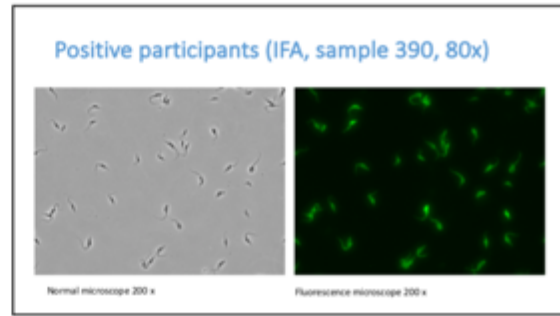 Positive participants (IFA, sample 390, 80x)
Normal microscope 200 x
Fluorescence microscope 200 x